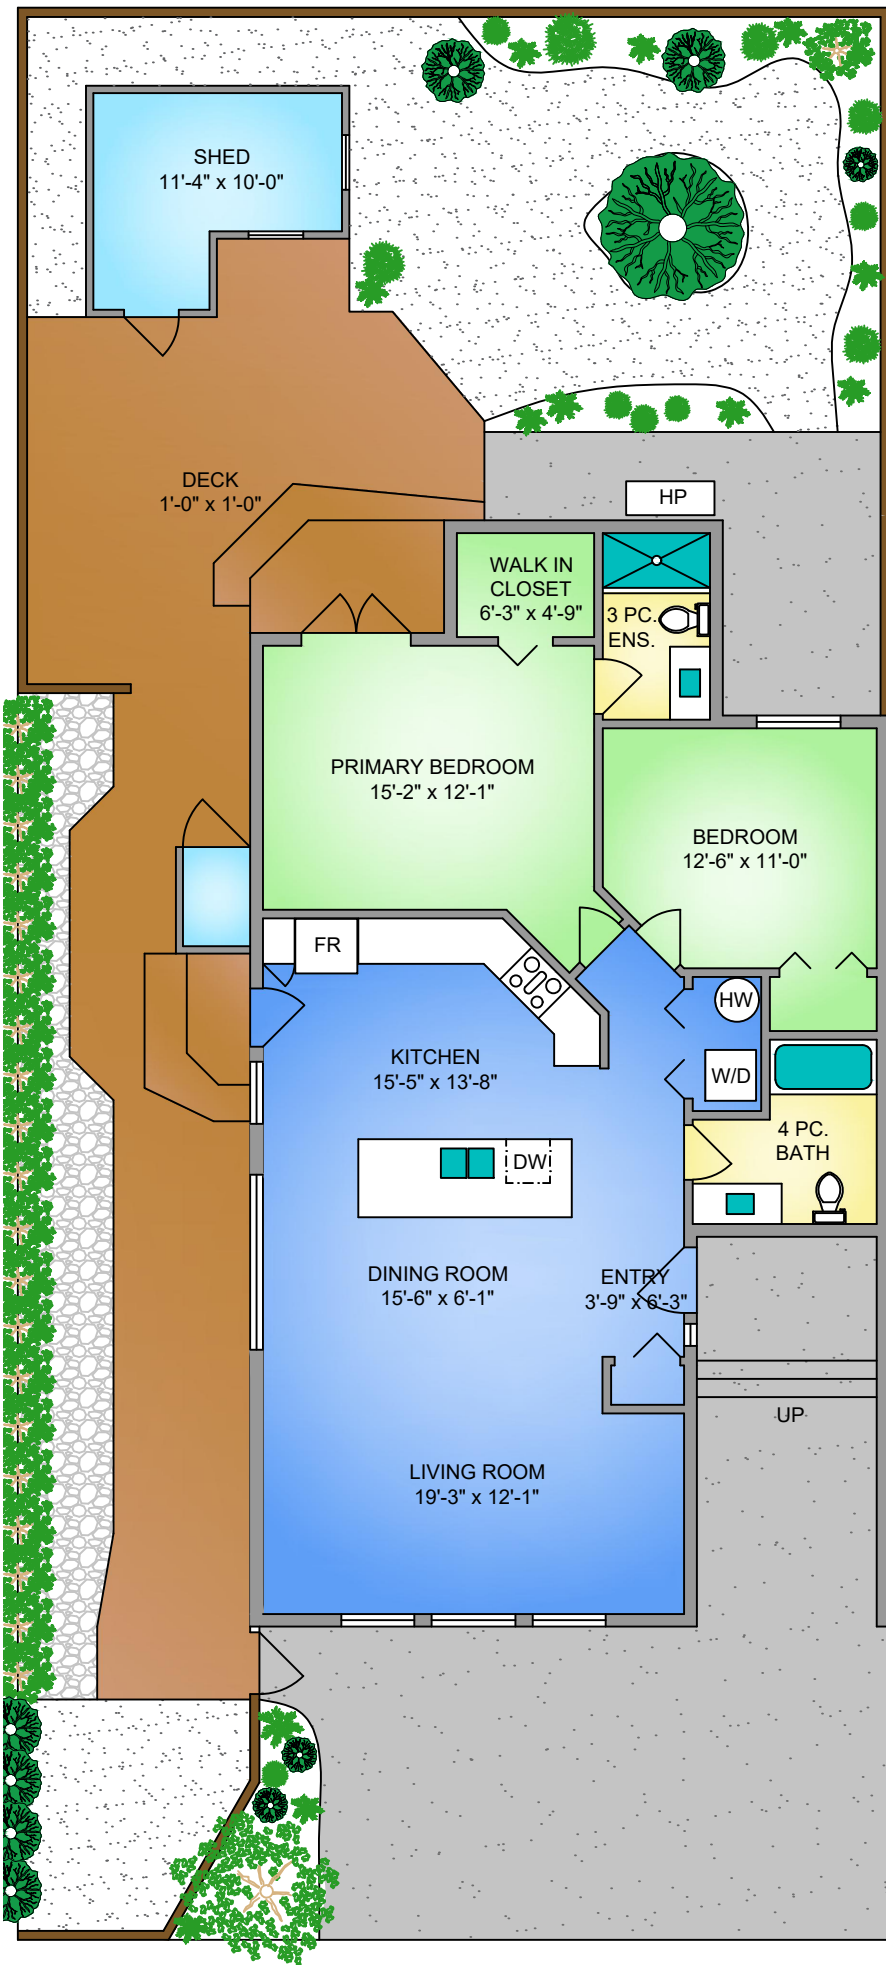 SHED
11'-4" x 10'-0"
DECK
1'-0" x 1'-0"
HP
WALK IN
CLOSET
6'-3" x 4'-9"
3 PC.
ENS.
PRIMARY BEDROOM
15'-2" x 12'-1"
BEDROOM
12'-6" x 11'-0"
FR
HW
KITCHEN
15'-5" x 13'-8"
W/D
4 PC.
BATH
DW
DINING ROOM
15'-6" x 6'-1"
ENTRY
3'-9" x 6'-3"
UP
LIVING ROOM
19'-3" x 12'-1"